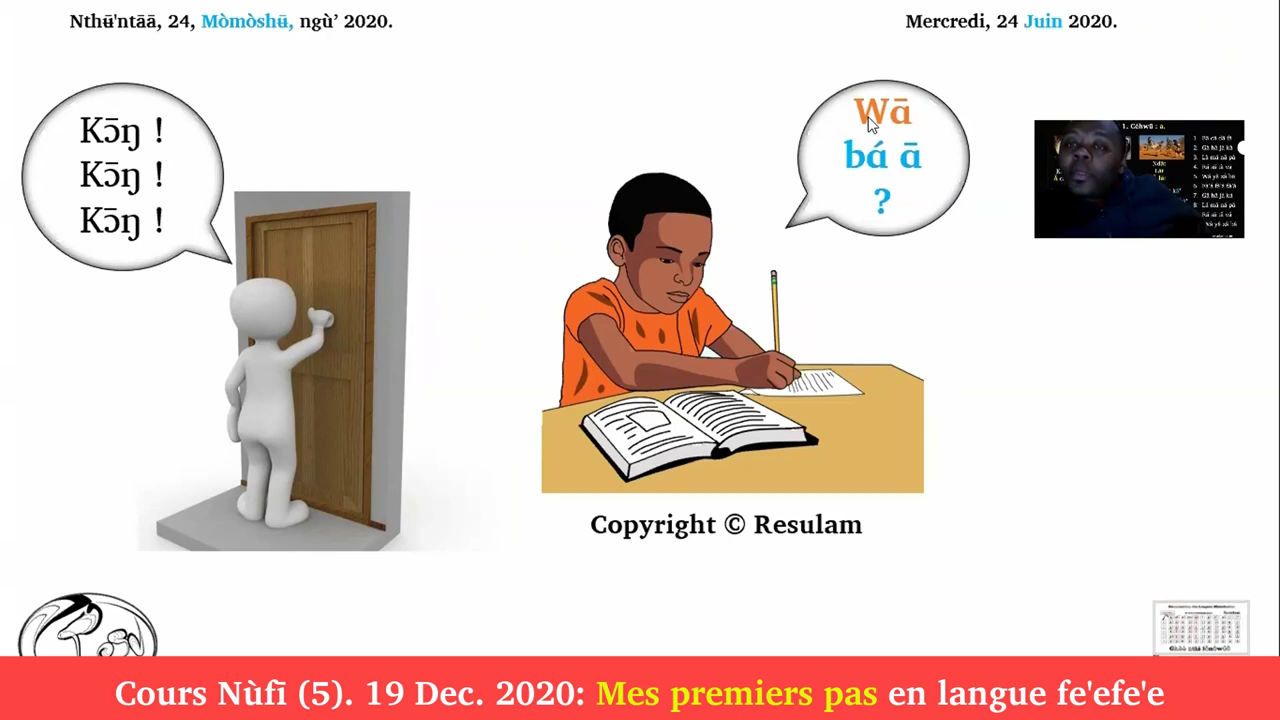 Nthʉ̄'ntāā, 24, Mòmòshʉ̄, ngù’ 2020.
Mercredi, 24 Juin 2020.
Kɔ̄ŋ !
Kɔ̄ŋ !
Kɔ̄ŋ !
Wā
bá ā
?
Copyright © Resulam
Cours Nùfī (5). 19 Dec. 2020: Mes premiers pas en langue fe'efe'e